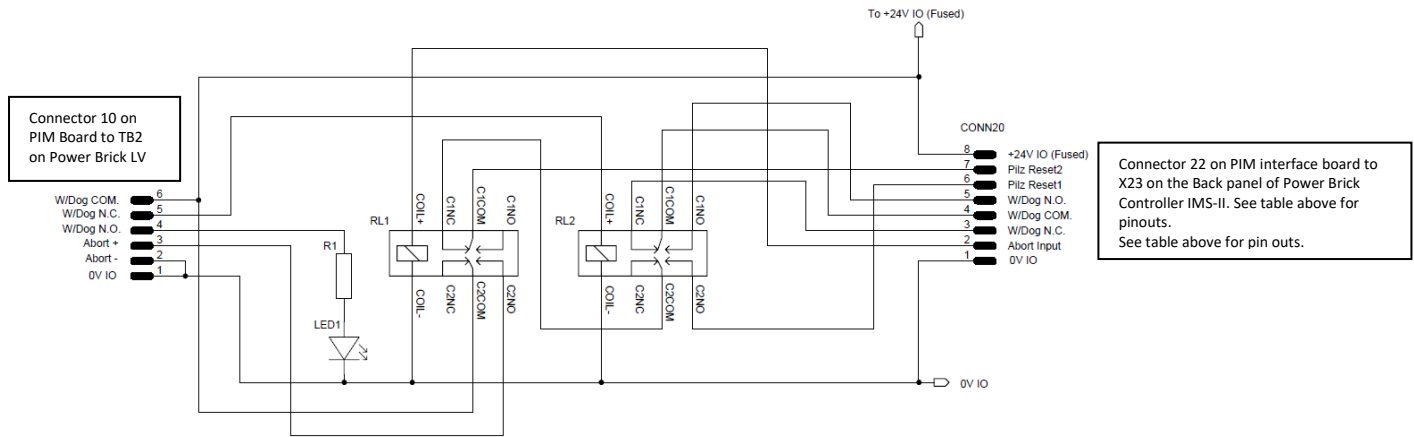 To +24V IO (Fused)
Connector 10 on
PIM Board to TB2
on Power Brick LV
W/Dog COM. 6
W/Dog N.C. 5
W/Dog N.O. 4
Abort + 3
Abort - 2
0V IO 1
R1
LED1
RL1
COIL+
C1NC
C1COM
C1NO
COIL-
C2NC
C2COM
C2NO
RL2
COIL+
C1NC
C1COM
C1NO
COIL-
C2NC
C2COM
C2NO
CONN20
8 +24V IO (Fused)
7 Pilz Reset2
6 Pilz Reset1
5 W/Dog N.O.
4 W/Dog COM.
3 W/Dog N.C.
2 Abort Input
1 0V IO
0V IO
Connector 22 on PIM interface board to
X23 on the Back panel of Power Brick
Controller IMS-II. See table above for
pinouts.
See table above for pin outs.